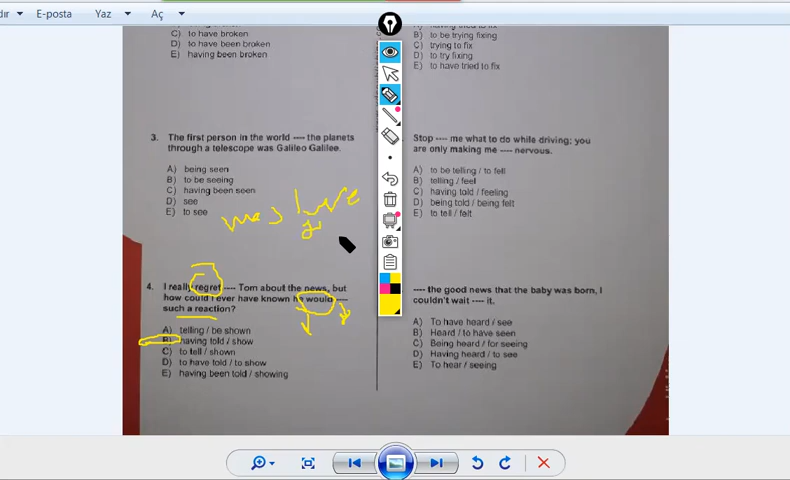 E-posta
Yaz
Aç
C) to have broken
D) to have been broken
E) having been broken
3. The first person in the world ---- the planets
through a telescope was Galileo Galilee.
A) being seen
B) to be seeing
C) having been seen
D) see
E) to see
4. I really regret ---- Tom about the news, but
how could I ever have known he would ----
such a reaction?
A) telling / be shown
B) having told / show
C) to tell / shown
D) to have told / to show
E) having been told / showing
B) to be trying fixing
C) trying to fix
D) to try fixing
E) to have tried to fix
Stop ---- me what to do while driving; you
are only making me ---- nervous.
A) to be telling / to fell
B) telling / feel
C) having told / feeling
D) being told / being felt
E) to tell / felt
---- the good news that the baby was born, I
couldn't wait ---- it.
A) To have heard / see
B) Heard / to have seen
C) Being heard / for seeing
D) Having heard / to see
E) To hear / seeing